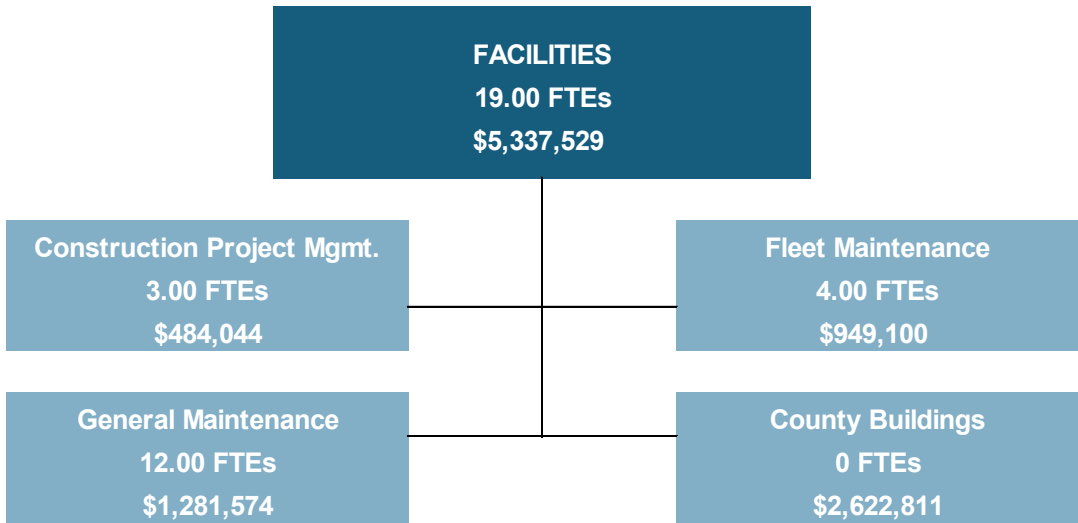 FACILITIES
19.00 FTEs
$5,337,529
Construction Project Mgmt.
3.00 FTEs
$484,044
Fleet Maintenance
4.00 FTEs
$949,100
General Maintenance
12.00 FTEs
$1,281,574
County Buildings
0 FTEs
$2,622,811